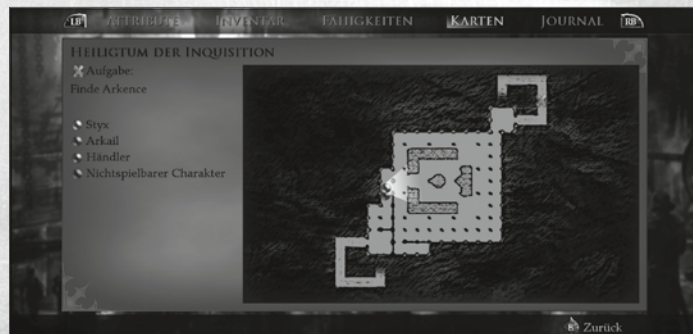 LB ATTRIBUTE INVENTAR FÄHIGKEITEN KARTEN JOURNAL RB
HEILIGTUM DER INQUISITION
Aufgabe:
Finde Arkence
Styx
Arkail
Händler
Nichtspielbarer Charakter
B Zurück